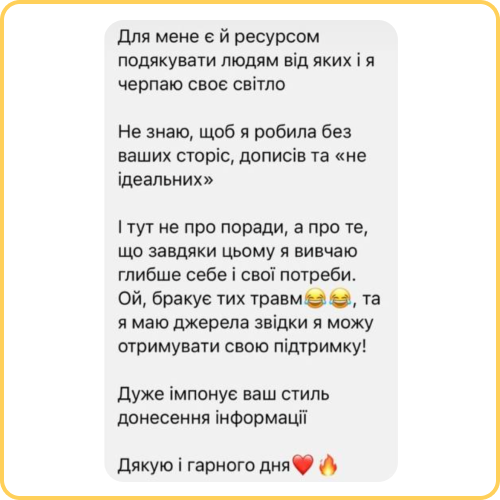 Для мене є й ресурсом
подякувати людям від яких і я
черпаю своє світло
Не знаю, щоб я робила без
ваших сторіс, дописів та «не
ідеальних»
І тут не про поради, а про те,
що завдяки цьому я вивчаю
глибше себе і свої потреби.
Ой, бракує тих травм😂😂, та
я маю джерела звідки я можу
отримувати свою підтримку!
Дуже імпонує ваш стиль
донесення інформації
Дякую і гарного дня❤️🔥